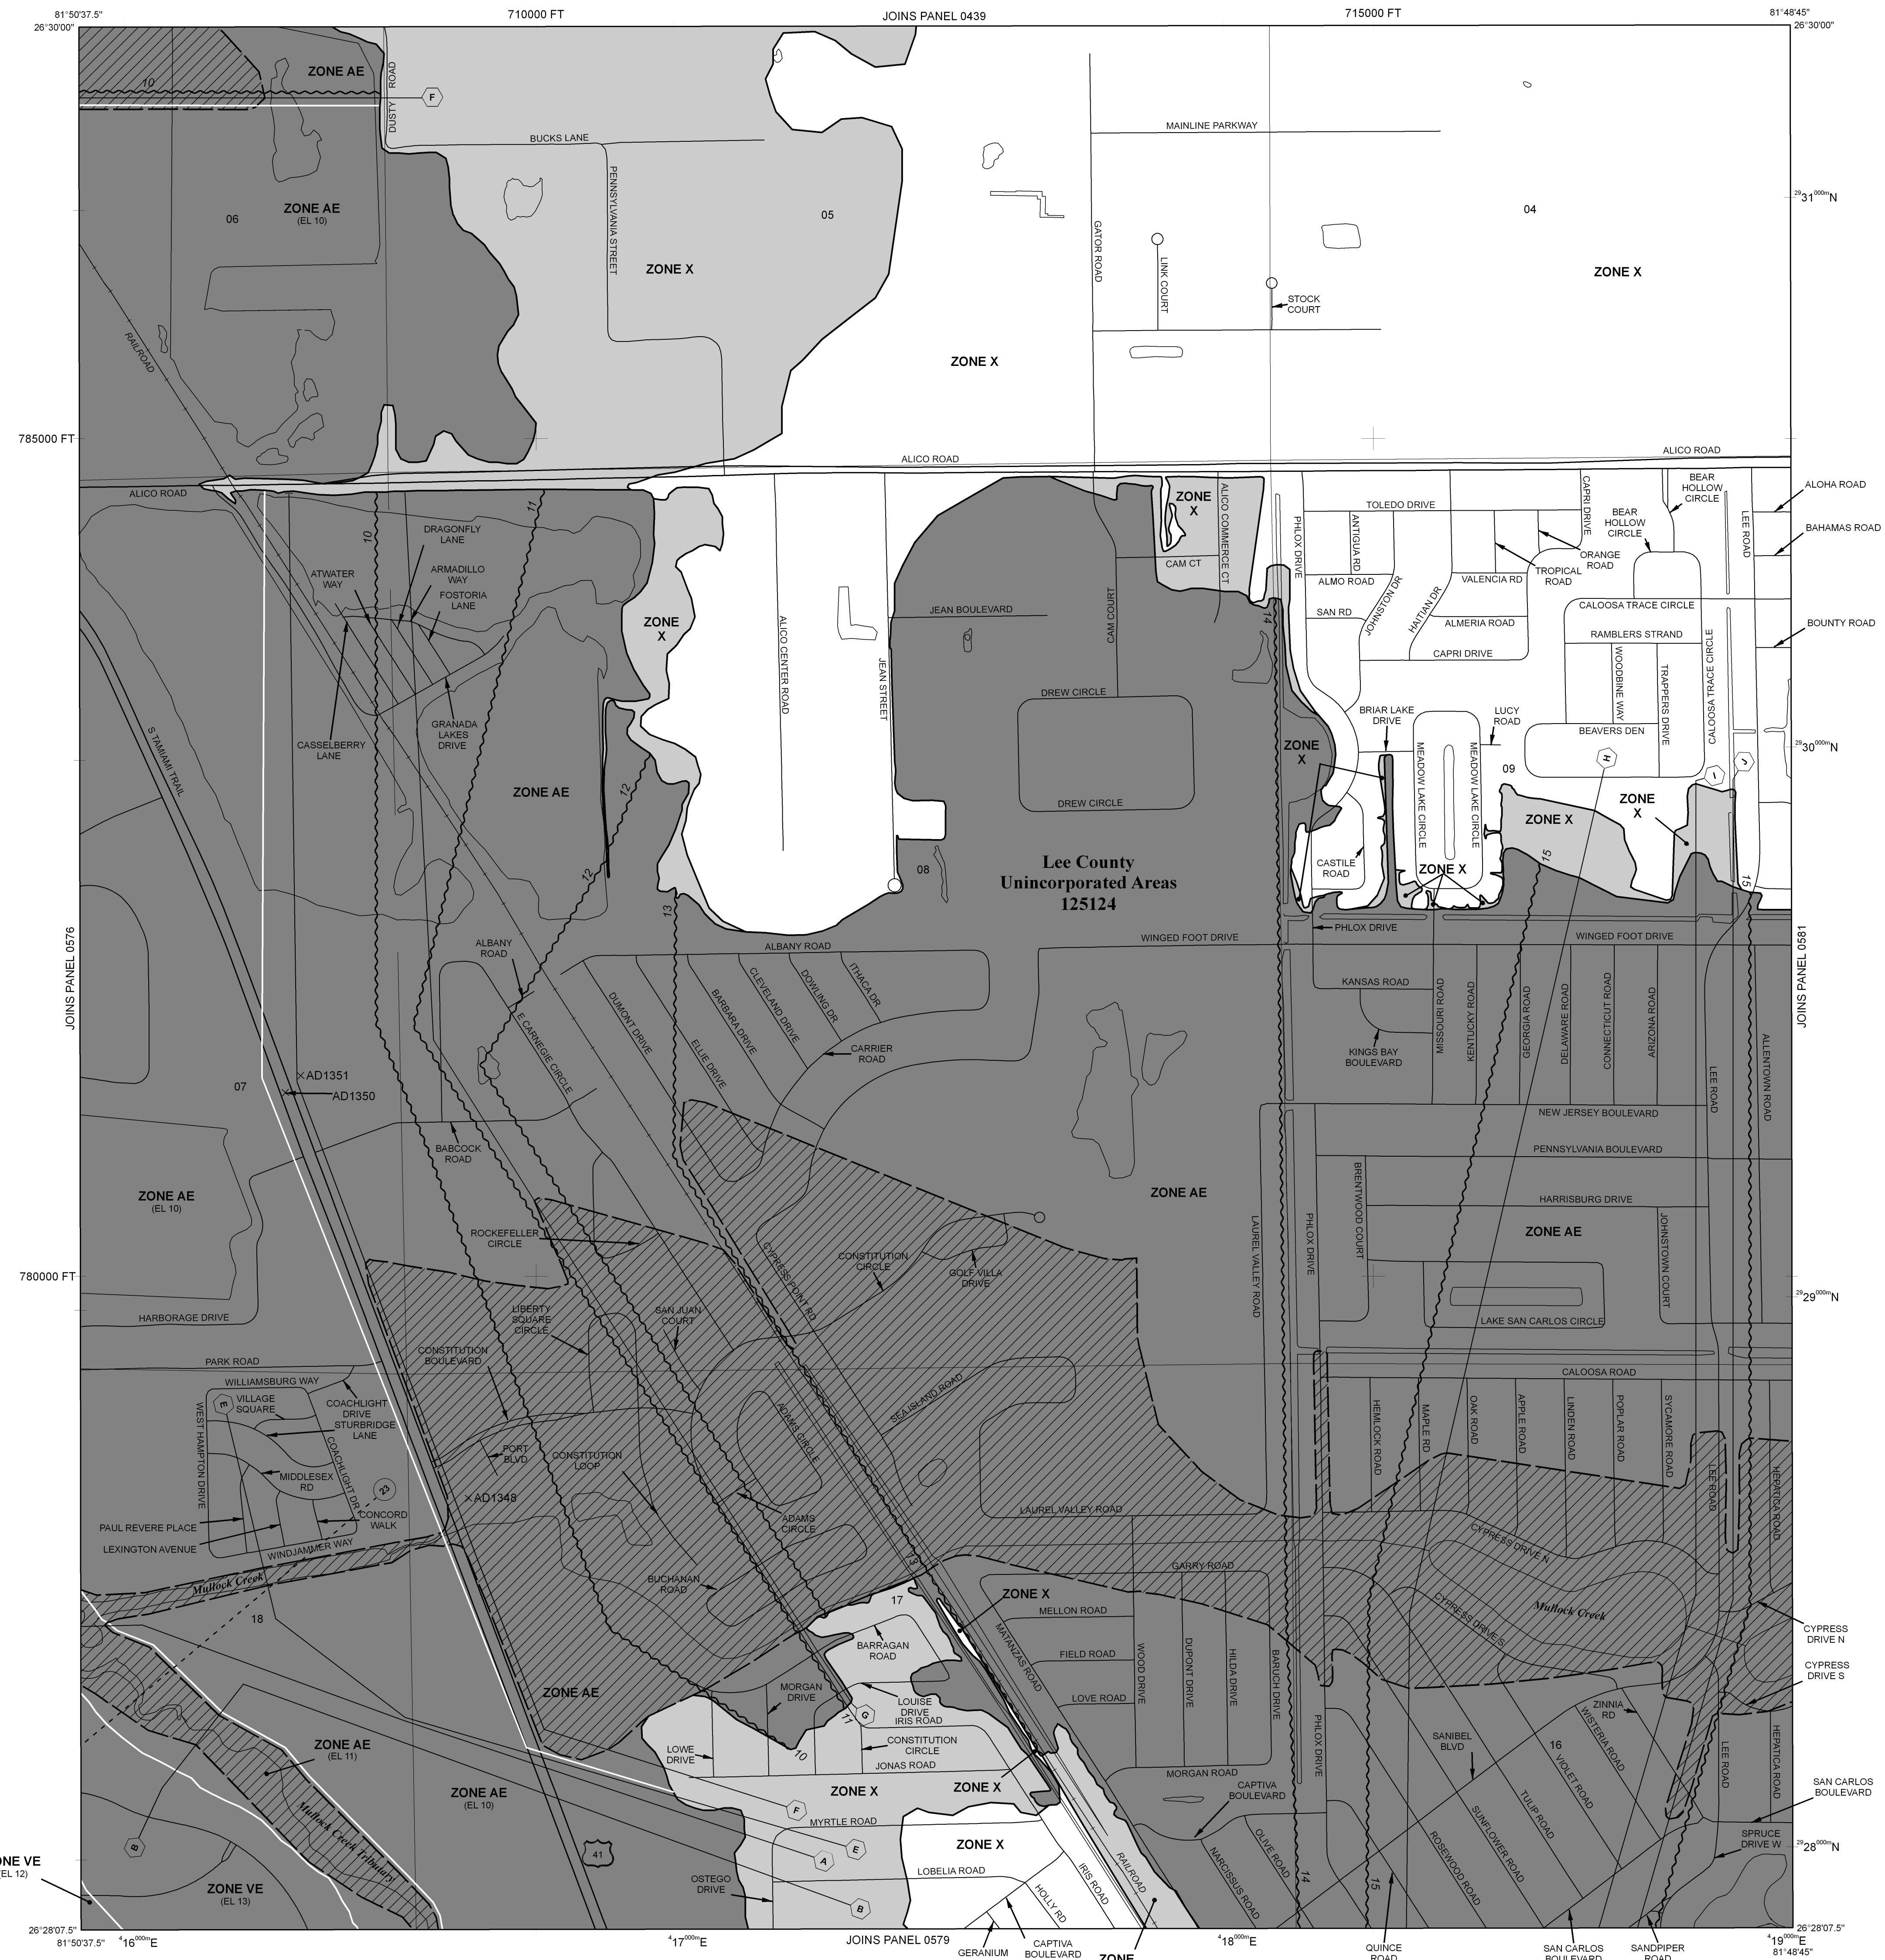 81°50'37.5"
710000 FT
JOINS PANEL 0439
715000 FT
81°48'45"
26°30'00"
26°30'00"
ZONE AE
10
DUSTY ROAD
F
BUCKS LANE
MAINLINE PARKWAY
PENNSYLVANIA STREET
06
ZONE AE
(EL 10)
05
04
2931000mN
GATOR ROAD
LINK COURT
STOCK
COURT
ZONE X
ZONE X
ZONE X
RAILROAD
785000 FT
ALICO ROAD
ALICO ROAD
ALICO ROAD
10
11
DRAGONFLY
LANE
ATWATER
WAY
ARMADILLO
WAY
FOSTORIA
LANE
CASSELBERRY
LANE
GRANADA
LAKES
DRIVE
ZONE
X
ALICO CENTER ROAD
JEAN STREET
JEAN BOULEVARD
CAM COURT
CAM CT
ZONE
X
ALICO COMMERCE CT
PHLOX DRIVE
14
TOLEDO DRIVE
ANTIGUA RD
ALMO ROAD
SAN RD
JOHNSTON DR
HAITIAN DR
VALENCIA RD
TROPICAL
ROAD
ORANGE
ROAD
ALMERIA ROAD
CAPRI DRIVE
CAPRI DRIVE
BEAR
HOLLOW
CIRCLE
BEAR
HOLLOW
CIRCLE
LEE ROAD
ALOHA ROAD
BAHAMAS ROAD
BOUNTY ROAD
CALOOSA TRACE CIRCLE
RAMBLERS STRAND
WOODBINE WAY
TRAPPERS DRIVE
CALOOSA TRACE CIRCLE
BEAVERS DEN
DREW CIRCLE
DREW CIRCLE
ZONE
X
BRIAR LAKE
DRIVE
LUCY
ROAD
MEADOW LAKE CIRCLE
MEADOW LAKE CIRCLE
09
H
I
J
2930000mN
S TAMIAMI TRAIL
ZONE AE
12
12
13
08
CASTILE
ROAD
ZONE X
ZONE X
ZONE
X
15
15
Lee County
Unincorporated Areas
125124
JOINS PANEL 0576
JOINS PANEL 0581
ALBANY
ROAD
ALBANY ROAD
WINGED FOOT DRIVE
PHLOX DRIVE
WINGED FOOT DRIVE
E CARNEGIE CIRCLE
DUMONT DRIVE
ELLIE DRIVE
BARBARA DRIVE
CLEVELAND DRIVE
DOWLING DR
ITHACA DR
CARRIER
ROAD
KANSAS ROAD
KINGS BAY
BOULEVARD
MISSOURI ROAD
KENTUCKY ROAD
GEORGIA ROAD
DELAWARE ROAD
CONNECTICUT ROAD
ARIZONA ROAD
LEE ROAD
ALLENTOWN ROAD
07
AD1351
AD1350
BABCOCK
ROAD
NEW JERSEY BOULEVARD
PENNSYLVANIA BOULEVARD
BRENTWOOD COURT
HARRISBURG DRIVE
ZONE AE
(EL 10)
ZONE AE
ZONE AE
LAUREL VALLEY ROAD
PHLOX DRIVE
JOHNSTOWN COURT
LAKE SAN CARLOS CIRCLE
ROCKEFELLER
CIRCLE
CYPRESS POINT RD
CONSTITUTION
CIRCLE
GOLF VILLA
DRIVE
780000 FT
2929000mN
HARBORAGE DRIVE
LIBERTY
SQUARE
CIRCLE
SAN JUAN
COURT
CONSTITUTION
BOULEVARD
PARK ROAD
WILLIAMSBURG WAY
VILLAGE
SQUARE
COACHLIGHT
DRIVE
STURBRIDGE
LANE
E
WEST HAMPTON DRIVE
COACHLIGHT DR
MIDDLESEX
RD
23
CONCORD
WALK
PAUL REVERE PLACE
LEXINGTON AVENUE
WINDJAMMER WAY
PORT
BLVD
CONSTITUTION
LOOP
AD1348
ADAMS CIRCLE
SEA ISLAND ROAD
ADAMS
CIRCLE
BUCHANAN
ROAD
LAUREL VALLEY ROAD
CALOOSA ROAD
HEMLOCK ROAD
MAPLE RD
OAK ROAD
APPLE ROAD
LINDEN ROAD
POPLAR ROAD
SYCAMORE ROAD
LEE ROAD
HEPATICA ROAD
CYPRESS DRIVE N
CYPRESS DRIVE S
Mullock Creek
Mullock Creek
CYPRESS
DRIVE N
CYPRESS
DRIVE S
18
13
17
ZONE X
BARRAGAN
ROAD
GARRY ROAD
MELLON ROAD
FIELD ROAD
LOVE ROAD
MATANZAS ROAD
WOOD DRIVE
DUPONT DRIVE
HILDA DRIVE
BARUCH DRIVE
PHLOX DRIVE
MORGAN ROAD
ZONE AE
MORGAN
DRIVE
LOUISE
DRIVE
G
11
10
IRIS ROAD
CONSTITUTION
CIRCLE
LOWE
DRIVE
JONAS ROAD
ZONE X
ZONE X
ZONE AE
(EL 11)
ZONE AE
(EL 10)
Mullock Creek Tributary
B
F
E
A
B
MYRTLE ROAD
41
ZONE X
LOBELIA ROAD
OSTEGO
DRIVE
ZONE VE
(EL 13)
ONE VE
EL 12)
CAPTIVA
BOULEVARD
NARCISSUS ROAD
OLIVE ROAD
14
15
SANIBEL
BLVD
ZINNIA
RD
16
WISTERIA ROAD
VIOLET ROAD
TULIP ROAD
SUNFLOWER ROAD
ROSEWOOD ROAD
LEE ROAD
HEPATICA ROAD
SAN CARLOS
BOULEVARD
SPRUCE
DRIVE W
2928000mN
HOLLY RD
IRIS ROAD
RAILROAD
26°28'07.5"
26°28'07.5"
81°50'37.5"
416000mE
417000mE
JOINS PANEL 0579
GERANIUM
CAPTIVA
BOULEVARD
ZONE
418000mE
QUINCE
ROAD
SAN CARLOS
BOULEVARD
SANDPIPER
ROAD
419000mE
81°48'45"